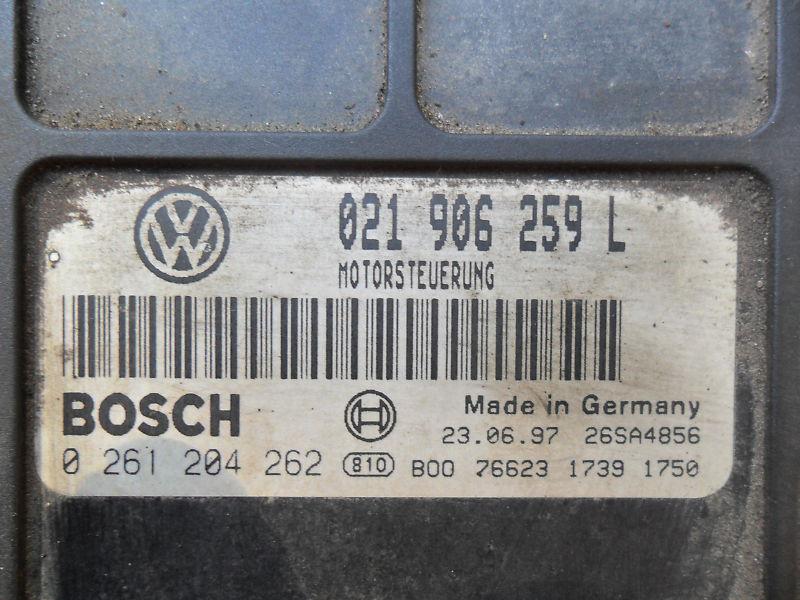 021 906 259 L
MOTORSTEUERUNG
BOSCH
Made in Germany
23.06.97 26SA4856
0 261 204 262 810 B00 76623 1739 1750